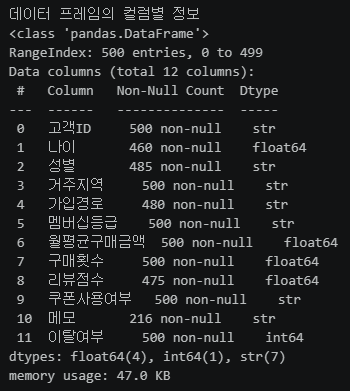 데이터 프레임의 컬럼별 정보
<class 'pandas.DataFrame'>
RangeIndex: 500 entries, 0 to 499
Data columns (total 12 columns):
 #   Column   Non-Null Count  Dtype
---  ------   --------------  -----
 0   고객ID     500 non-null    str
 1   나이       460 non-null    float64
 2   성별       485 non-null    str
 3   거주지역     500 non-null    str
 4   가입경로     480 non-null    str
 5   멤버십등급    500 non-null    str
 6   월평균구매금액  500 non-null    float64
 7   구매횟수     500 non-null    float64
 8   리뷰점수     475 non-null    float64
 9   쿠폰사용여부   500 non-null    str
 10  메모       216 non-null    str
 11  이탈여부     500 non-null    int64
dtypes: float64(4), int64(1), str(7)
memory usage: 47.0 KB